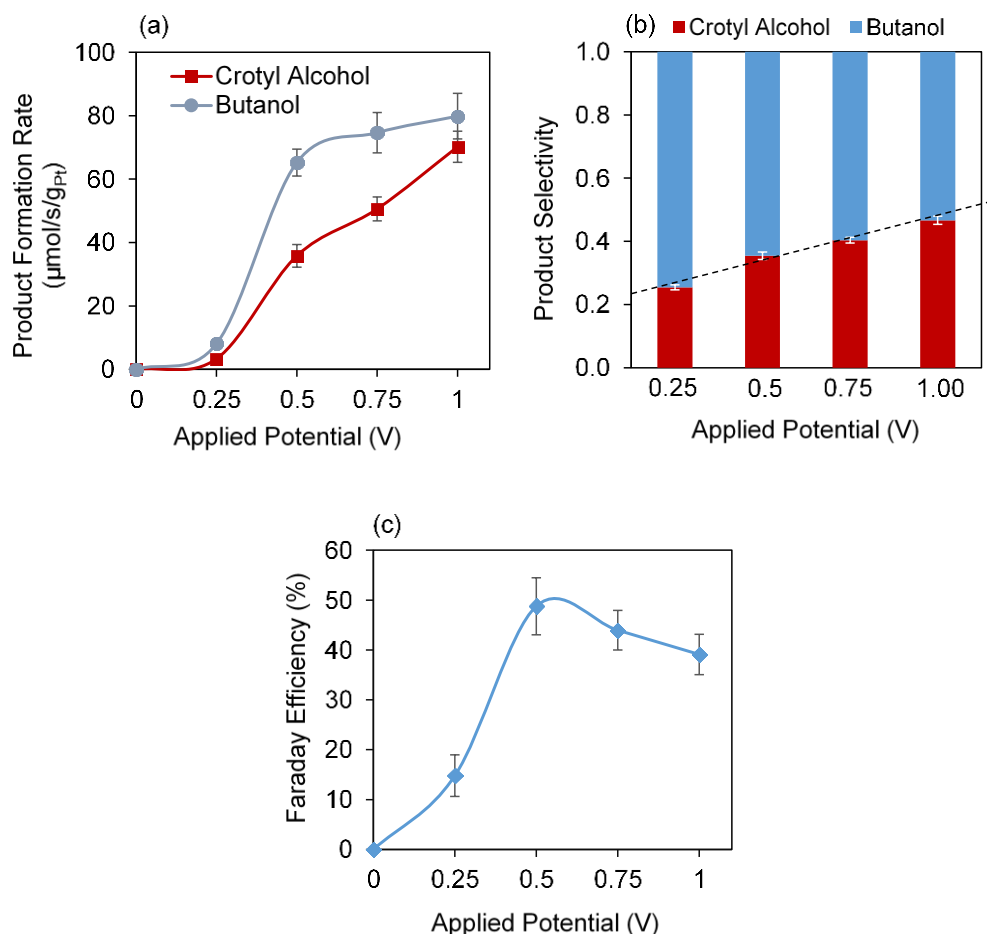 (a)
100
80
60
40
20
0
Product Formation Rate
(µmol/s/gPt)
Crotyl Alcohol
Butanol
0 0.25 0.5 0.75 1
Applied Potential (V)
(b)
Crotyl Alcohol Butanol
1.0
0.8
0.6
0.4
0.2
0.0
Product Selectivity
0.25 0.5 0.75 1.00
Applied Potential (V)
(c)
60
50
40
30
20
10
0
Faraday Efficiency (%)
0 0.25 0.5 0.75 1
Applied Potential (V)